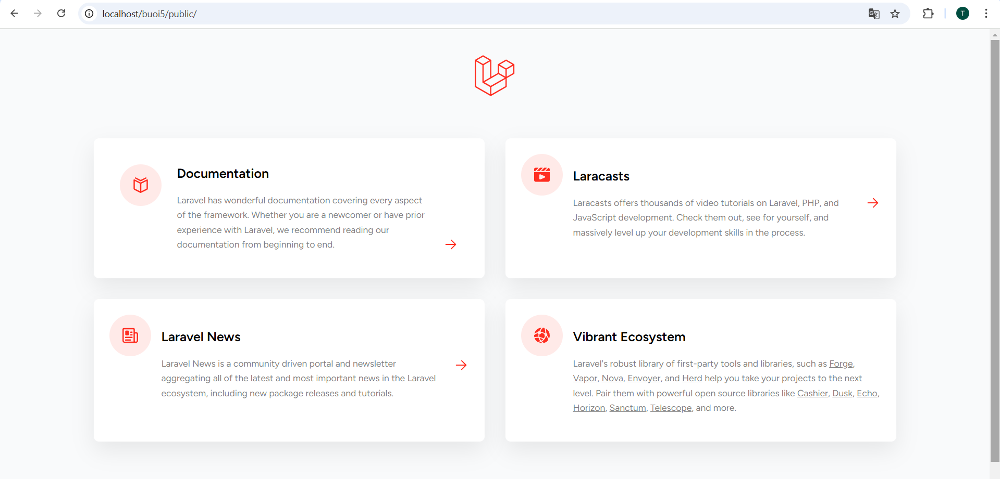 localhost/buoi5/public/
T
Documentation
Laravel has wonderful documentation covering every aspect
of the framework. Whether you are a newcomer or have prior
experience with Laravel, we recommend reading our
documentation from beginning to end.
Laracasts
Laracasts offers thousands of video tutorials on Laravel, PHP, and
JavaScript development. Check them out, see for yourself, and
massively level up your development skills in the process.
Laravel News
Laravel News is a community driven portal and newsletter
aggregating all of the latest and most important news in the Laravel
ecosystem, including new package releases and tutorials.
Vibrant Ecosystem
Laravel's robust library of first-party tools and libraries, such as Forge,
Vapor, Nova, Envoyer, and Herd help you take your projects to the next
level. Pair them with powerful open source libraries like Cashier, Dusk, Echo,
Horizon, Sanctum, Telescope, and more.